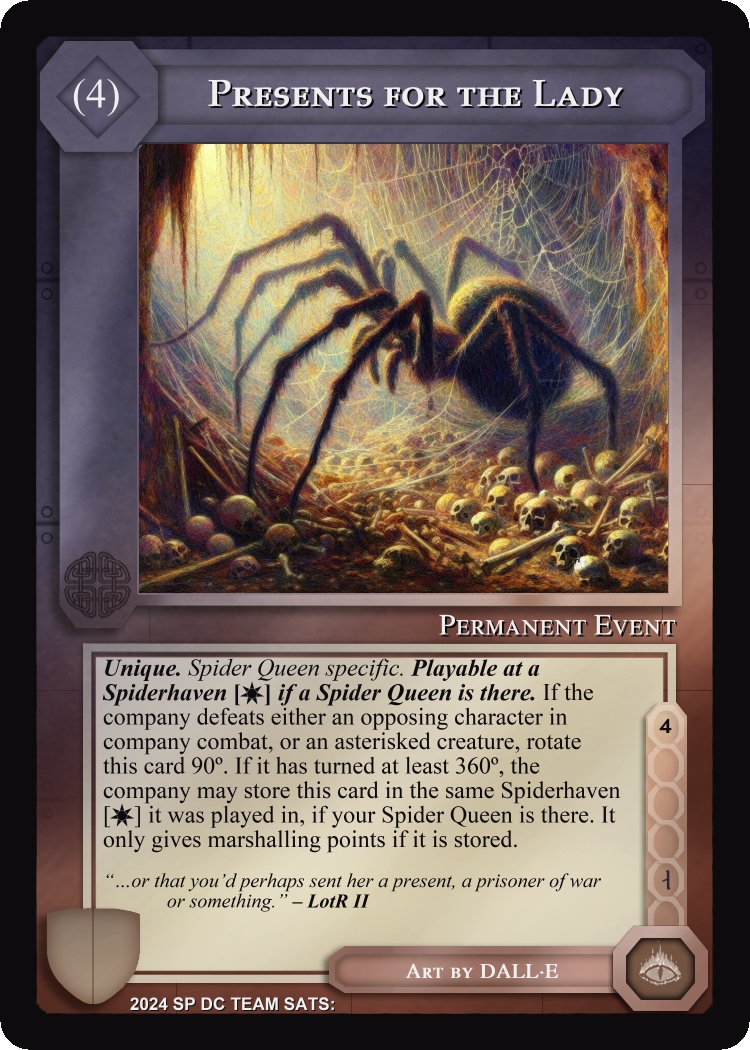 (4)
Presents for the Lady
Permanent Event
Unique. Spider Queen specific. Playable at a
Spiderhaven [✷] if a Spider Queen is there. If the
company defeats either an opposing character in
company combat, or an asterisked creature, rotate
this card 90º. If it has turned at least 360º, the
company may store this card in the same Spiderhaven
[✷] it was played in, if your Spider Queen is there. It
only gives marshalling points if it is stored.
4
“...or that you’d perhaps sent her a present, a prisoner of war
or something.” – LotR II
Art by DALL·E
2024 SP DC TEAM SATS: